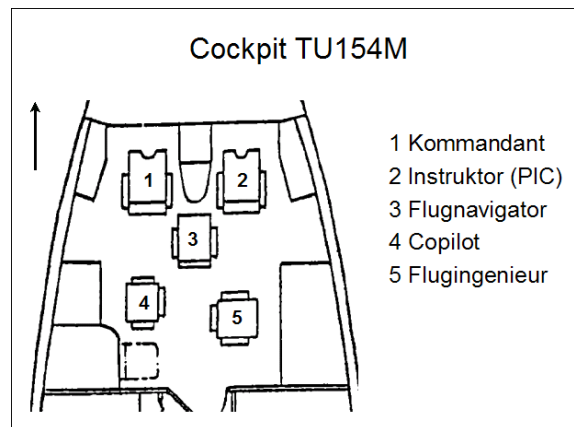 Cockpit TU154M
1 Kommandant
2 Instruktor (PIC)
3 Flugnavigator
4 Copilot
5 Flugingenieur
1
2
3
4
5